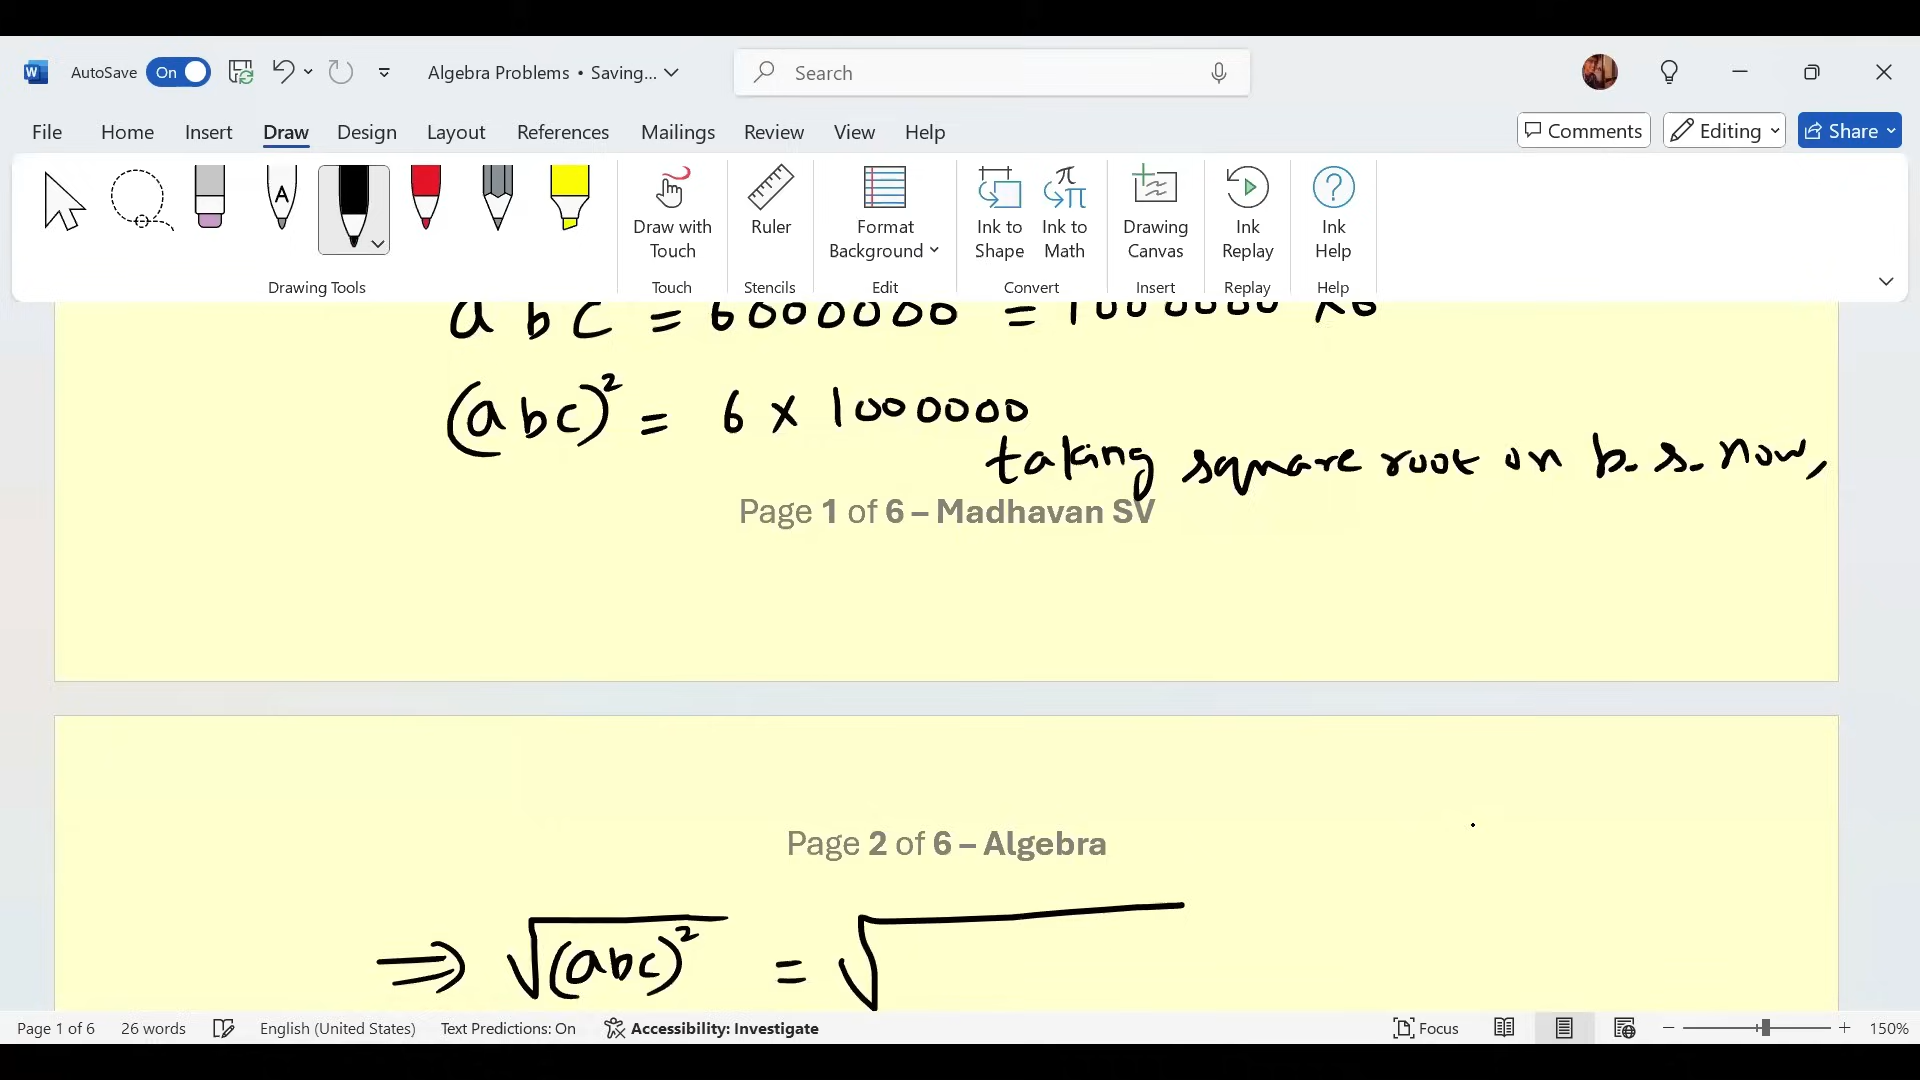 AutoSave On Algebra Problems • Saving... Search
File Home Insert Draw Design Layout References Mailings Review View Help Comments Editing Share
A
Draw with Touch
Ruler
Format Background
Ink to Shape
Ink to Math
Drawing Canvas
Ink Replay
Ink Help
Drawing Tools Touch Stencils Edit Convert Insert Replay Help
a b c = 6000000 = 1000000 × 6
(abc)² = 6 × 1000000
taking square root on b.s. now,
Page 1 of 6 – Madhavan SV
Page 2 of 6 – Algebra
⇒ √(abc)² = √
Page 1 of 6 26 words English (United States) Text Predictions: On Accessibility: Investigate Focus − + 150%